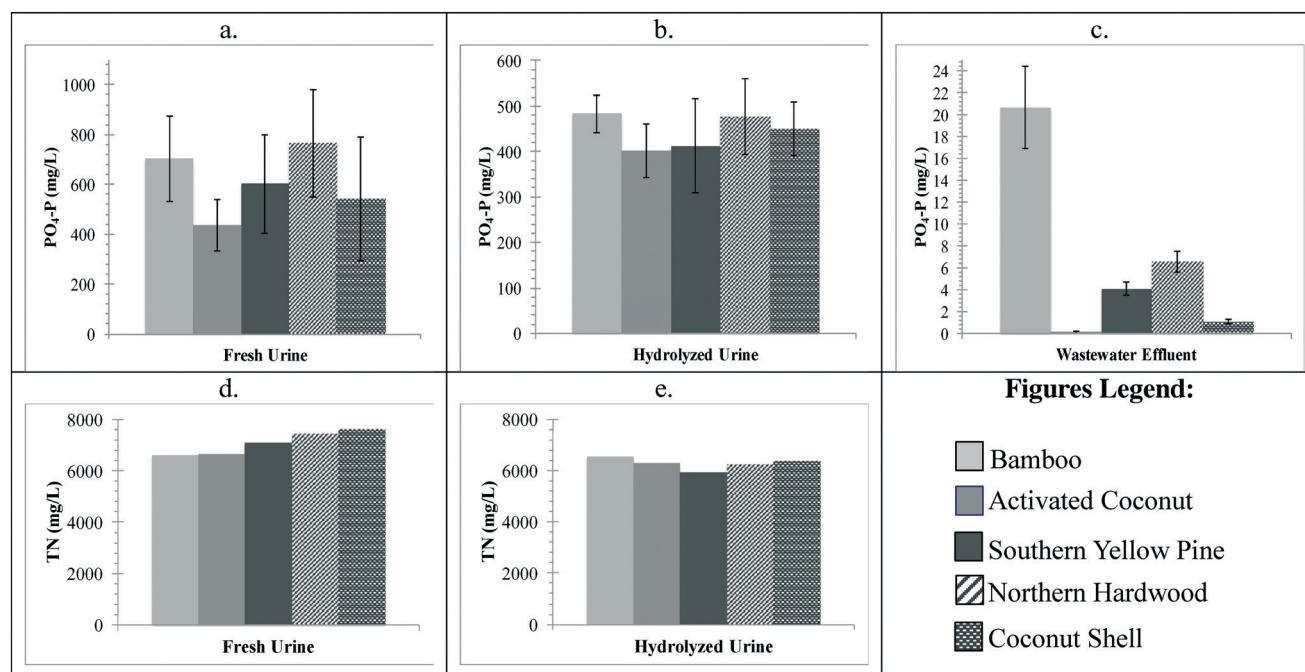 a.
PO₄-P (mg/L)
1000
800
600
400
200
0
Fresh Urine
b.
PO₄-P (mg/L)
600
500
400
300
200
100
0
Hydrolyzed Urine
c.
PO₄-P (mg/L)
24
22
20
18
16
14
12
10
8
6
4
2
0
Wastewater Effluent
d.
TN (mg/L)
8000
6000
4000
2000
0
Fresh Urine
e.
TN (mg/L)
8000
6000
4000
2000
0
Hydrolyzed Urine
Figures Legend:
Bamboo
Activated Coconut
Southern Yellow Pine
Northern Hardwood
Coconut Shell